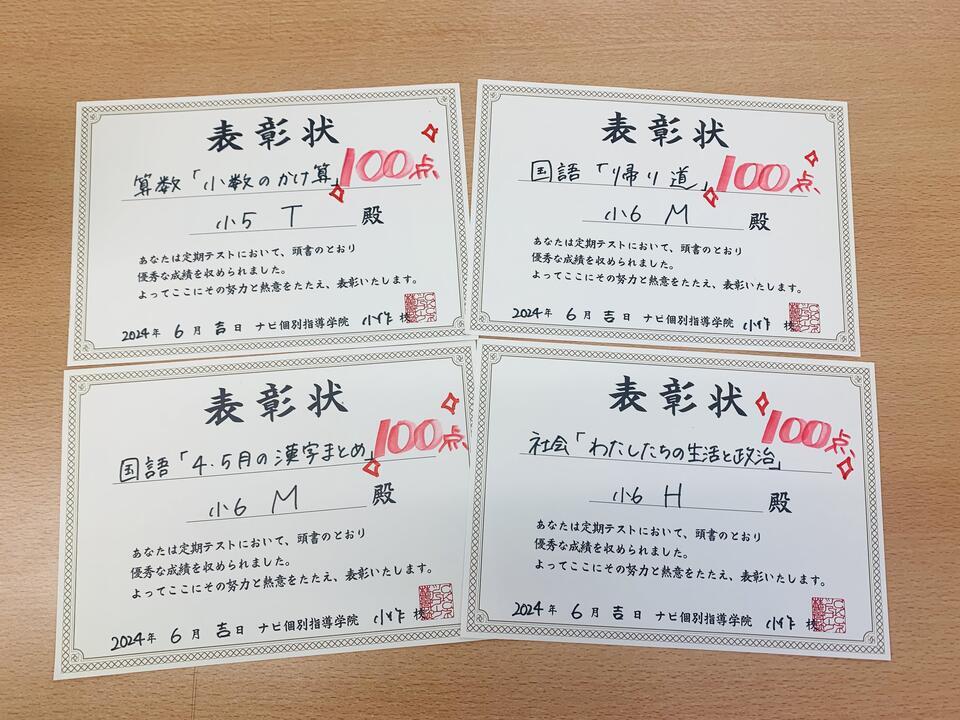 表彰状
算数「小数のかけ算」100点
小5 T 殿
あなたは定期テストにおいて、頭書のとおり
優秀な成績を収められました。
よってここにその努力と熱意をたたえ、表彰いたします。
2024年 6月 吉日 ナビ個別指導学院 校
表彰状
国語「帰り道」100点
小6 M 殿
あなたは定期テストにおいて、頭書のとおり
優秀な成績を収められました。
よってここにその努力と熱意をたたえ、表彰いたします。
2024年 6月 吉日 ナビ個別指導学院 校
表彰状
国語「4.5月の漢字まとめ」100点
小6 M 殿
あなたは定期テストにおいて、頭書のとおり
優秀な成績を収められました。
よってここにその努力と熱意をたたえ、表彰いたします。
2024年 6月 吉日 ナビ個別指導学院 校
表彰状
社会「わたしたちの生活と政治」100点
小6 H 殿
あなたは定期テストにおいて、頭書のとおり
優秀な成績を収められました。
よってここにその努力と熱意をたたえ、表彰いたします。
2024年 6月 吉日 ナビ個別指導学院 校